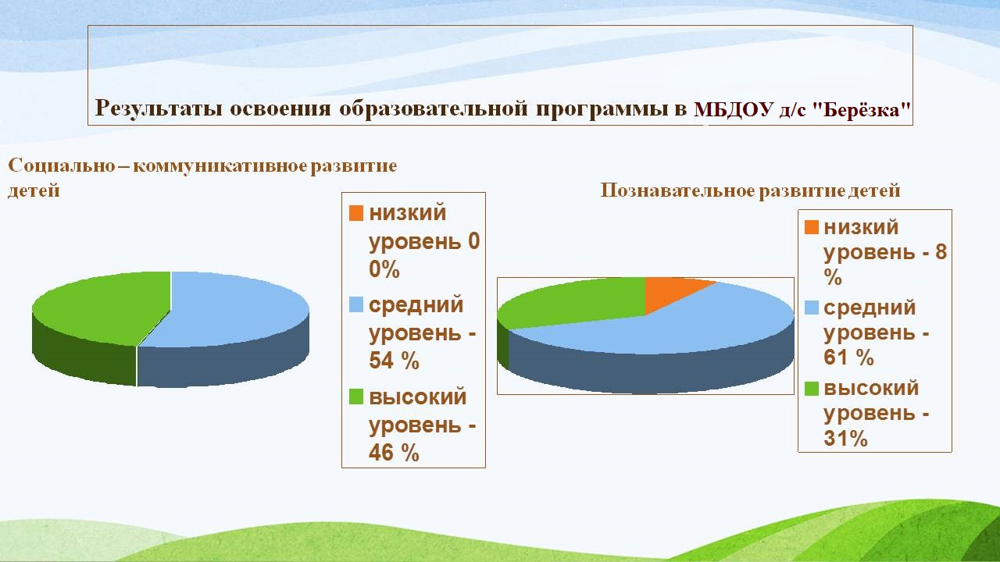 Результаты освоения образовательной программы в МБДОУ д/с "Берёзка"
Социально – коммуникативное развитие
детей
низкий
уровень 0
0%
средний
уровень -
54 %
высокий
уровень -
46 %
Познавательное развитие детей
низкий
уровень - 8
%
средний
уровень -
61 %
высокий
уровень -
31%